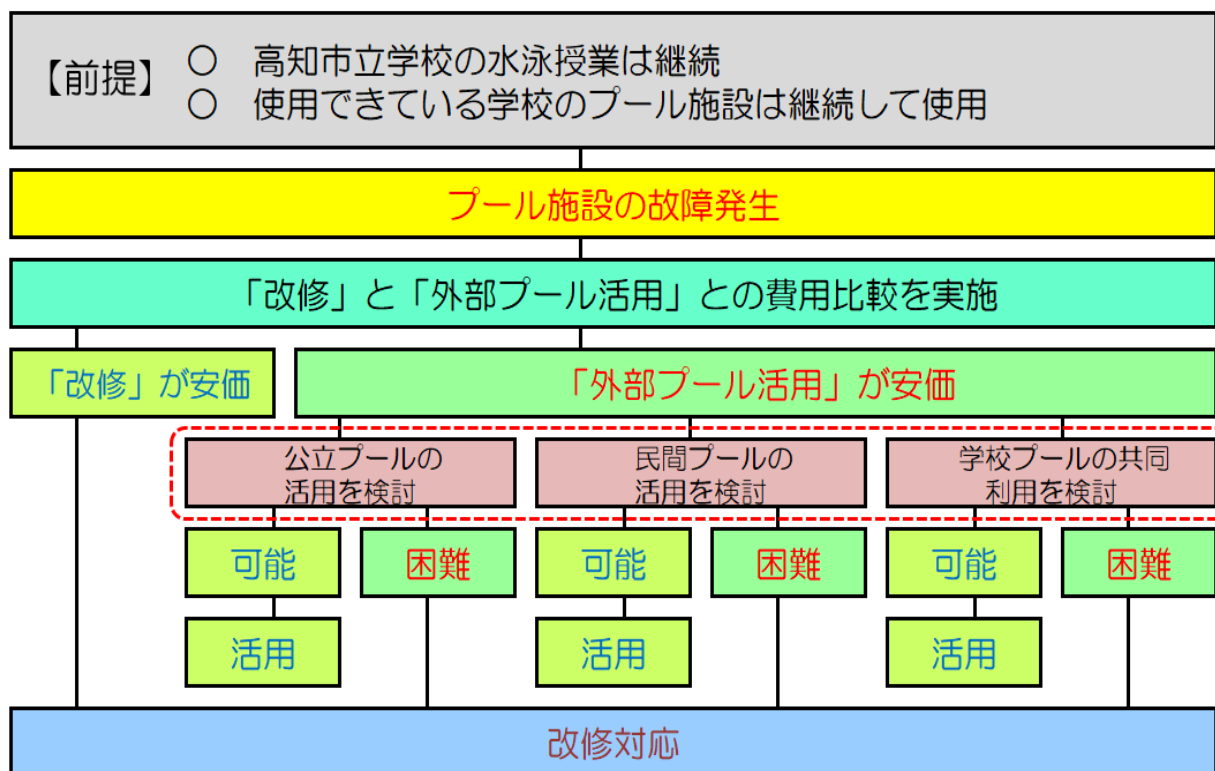 【前提】
○ 高知市立学校の水泳授業は継続
○ 使用できている学校のプール施設は継続して使用
プール施設の故障発生
「改修」と「外部プール活用」との費用比較を実施
「改修」が安価
「外部プール活用」が安価
公立プールの
活用を検討
民間プールの
活用を検討
学校プールの共同
利用を検討
可能
困難
可能
困難
可能
困難
活用
活用
活用
改修対応